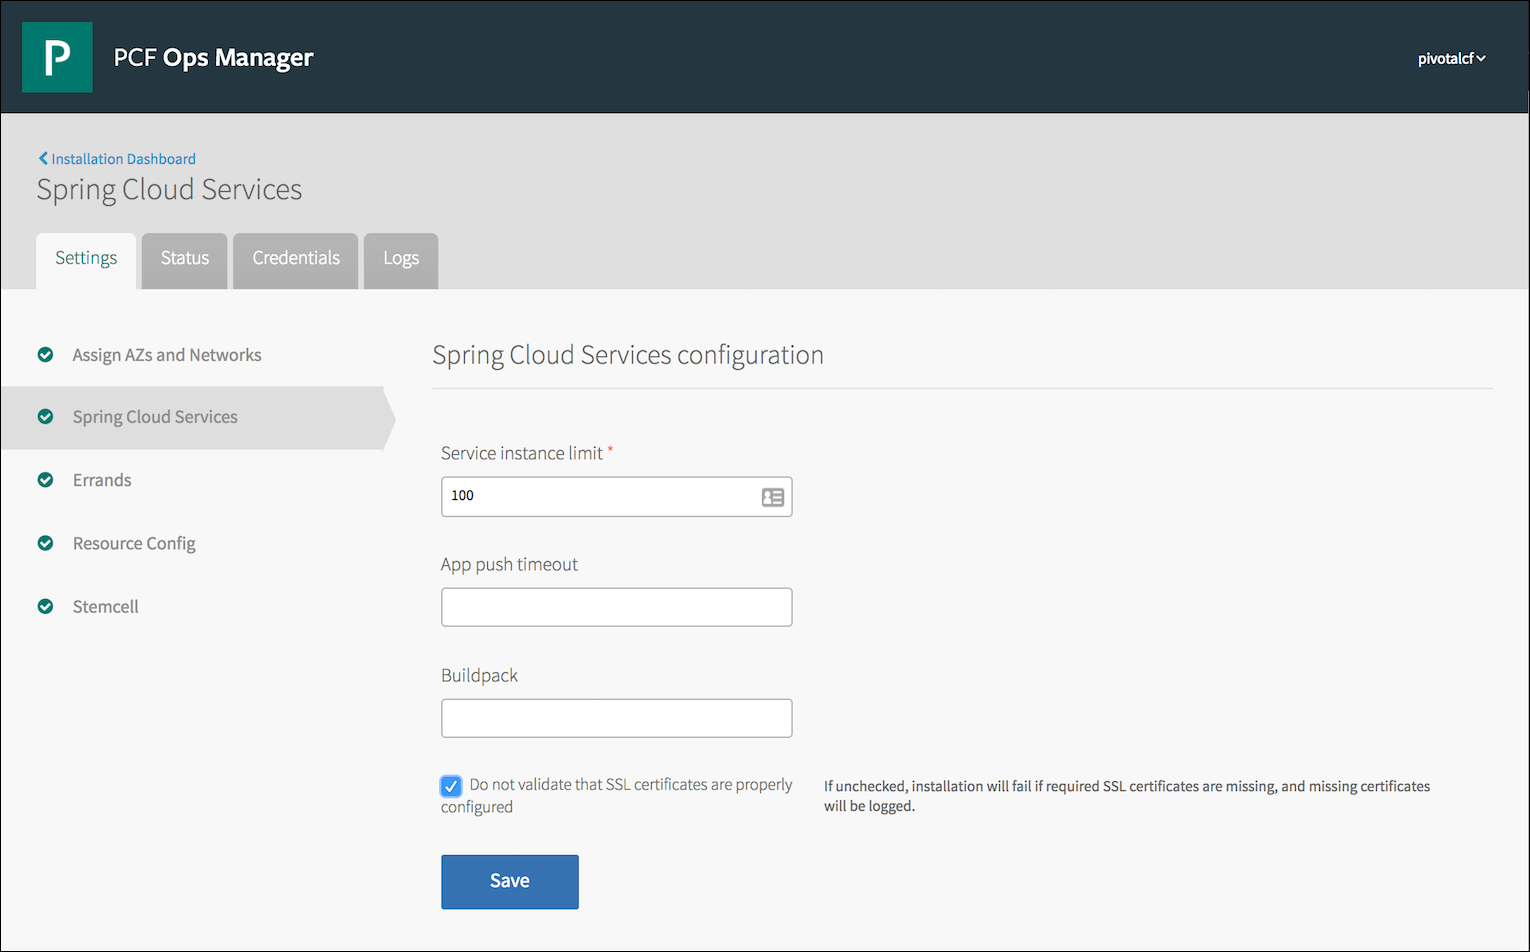 P
PCF Ops Manager
pivotalcf
Installation Dashboard
Spring Cloud Services
Settings
Status
Credentials
Logs
Assign AZs and Networks
Spring Cloud Services
Errands
Resource Config
Stemcell
Spring Cloud Services configuration
Service instance limit *
100
App push timeout
Buildpack
Do not validate that SSL certificates are properly
configured
If unchecked, installation will fail if required SSL certificates are missing, and missing certificates
will be logged.
Save